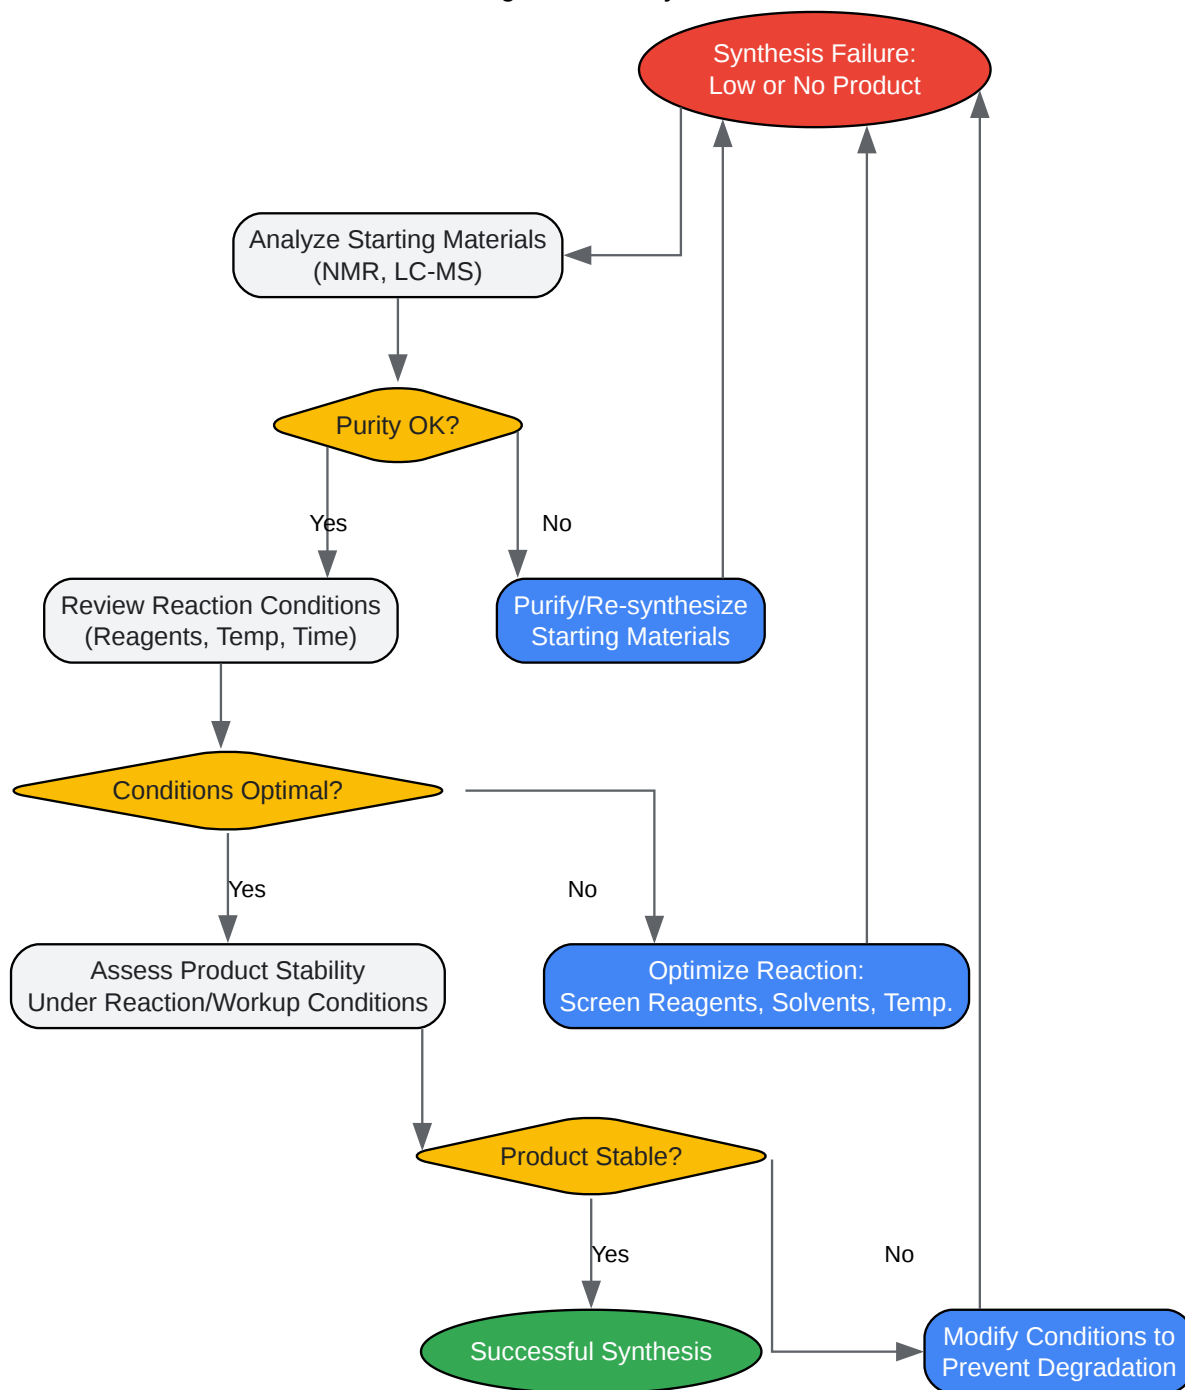 Synthesis Failure:
Low or No Product
Analyze Starting Materials
(NMR, LC-MS)
Purity OK?
Yes
No
Review Reaction Conditions
(Reagents, Temp, Time)
Purify/Re-synthesize
Starting Materials
Conditions Optimal?
Yes
No
Assess Product Stability
Under Reaction/Workup Conditions
Optimize Reaction:
Screen Reagents, Solvents, Temp.
Product Stable?
Yes
No
Successful Synthesis
Modify Conditions to
Prevent Degradation